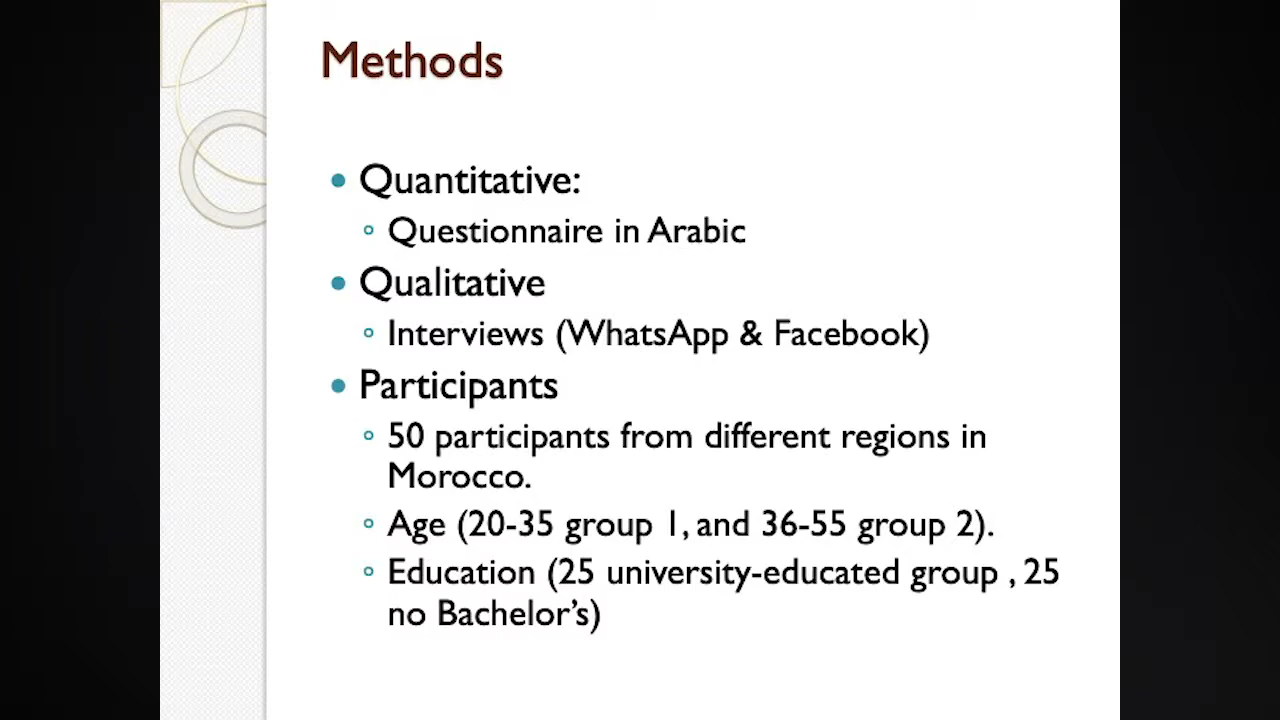 Methods
Quantitative:
Questionnaire in Arabic
Qualitative
Interviews (WhatsApp & Facebook)
Participants
50 participants from different regions in
Morocco.
Age (20-35 group 1, and 36-55 group 2).
Education (25 university-educated group , 25
no Bachelor’s)